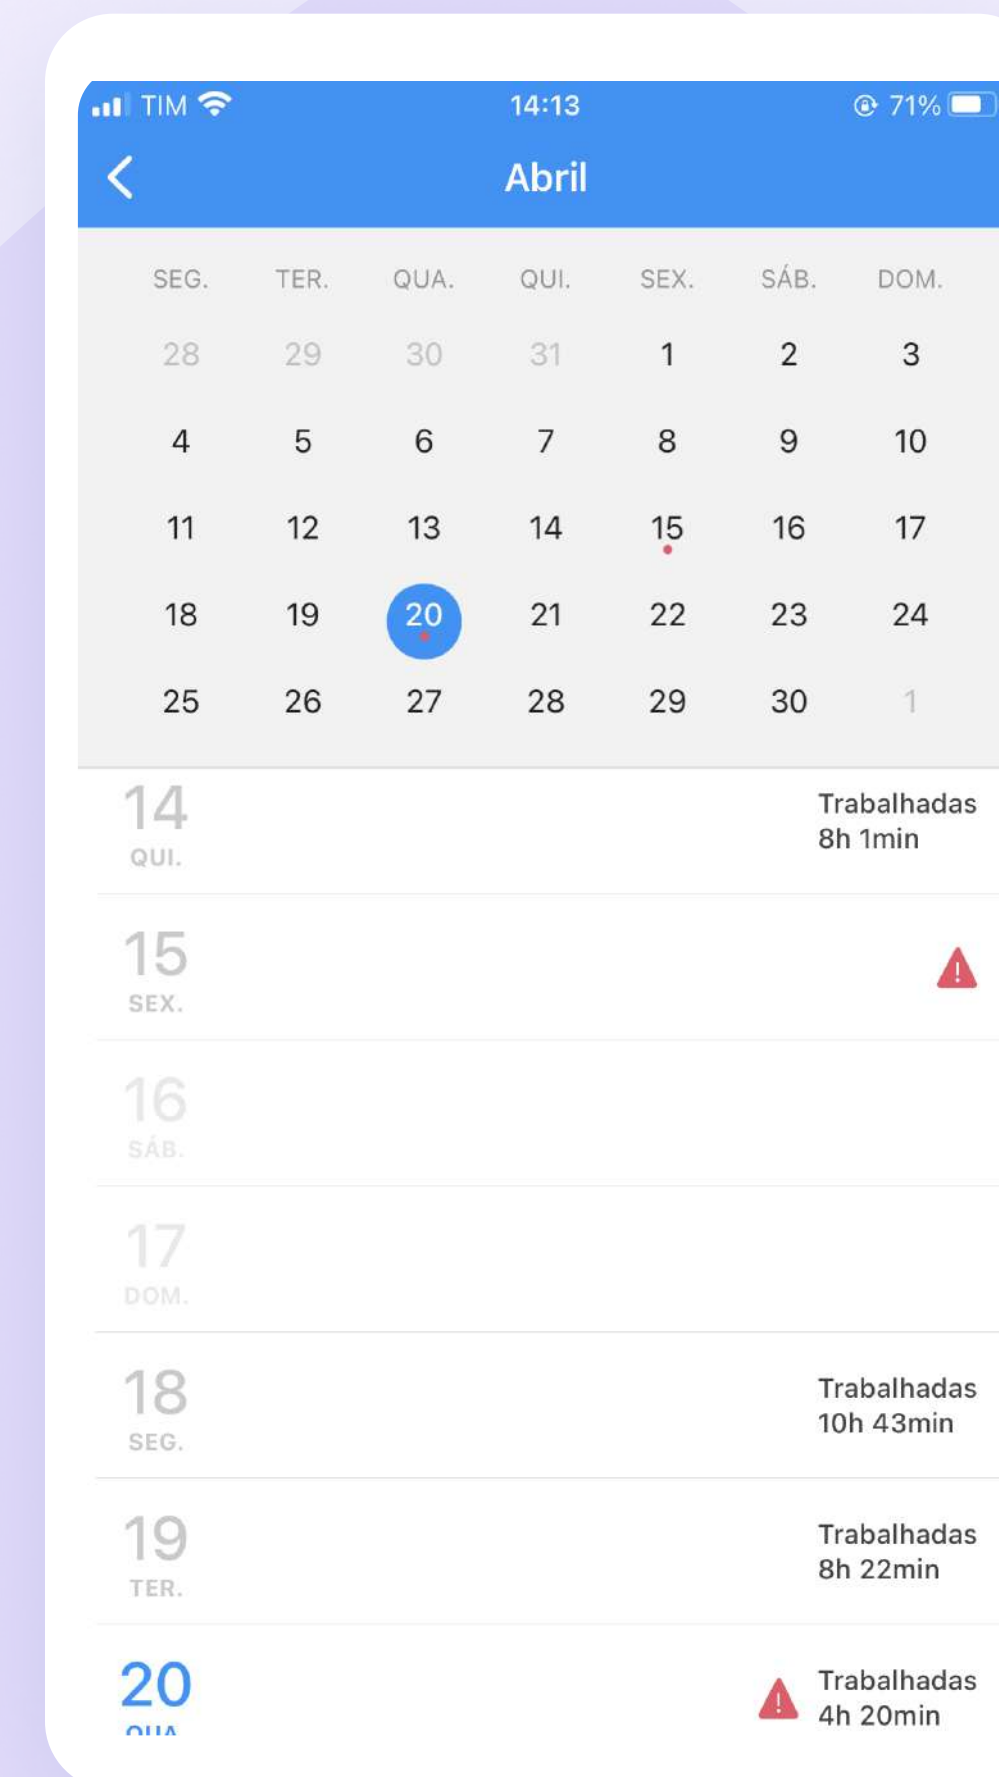 TIM 14:13 71%
Abril
SEG. TER. QUA. QUI. SEX. SÁB. DOM.
28 29 30 31 1 2 3
4 5 6 7 8 9 10
11 12 13 14 15 16 17
18 19 20 21 22 23 24
25 26 27 28 29 30 1
14 Trabalhadas
QUI. 8h 1min
15
SEX.
16
SÁB.
17
DOM.
18 Trabalhadas
SEG. 10h 43min
19 Trabalhadas
TER. 8h 22min
20 Trabalhadas
QUA 4h 20min